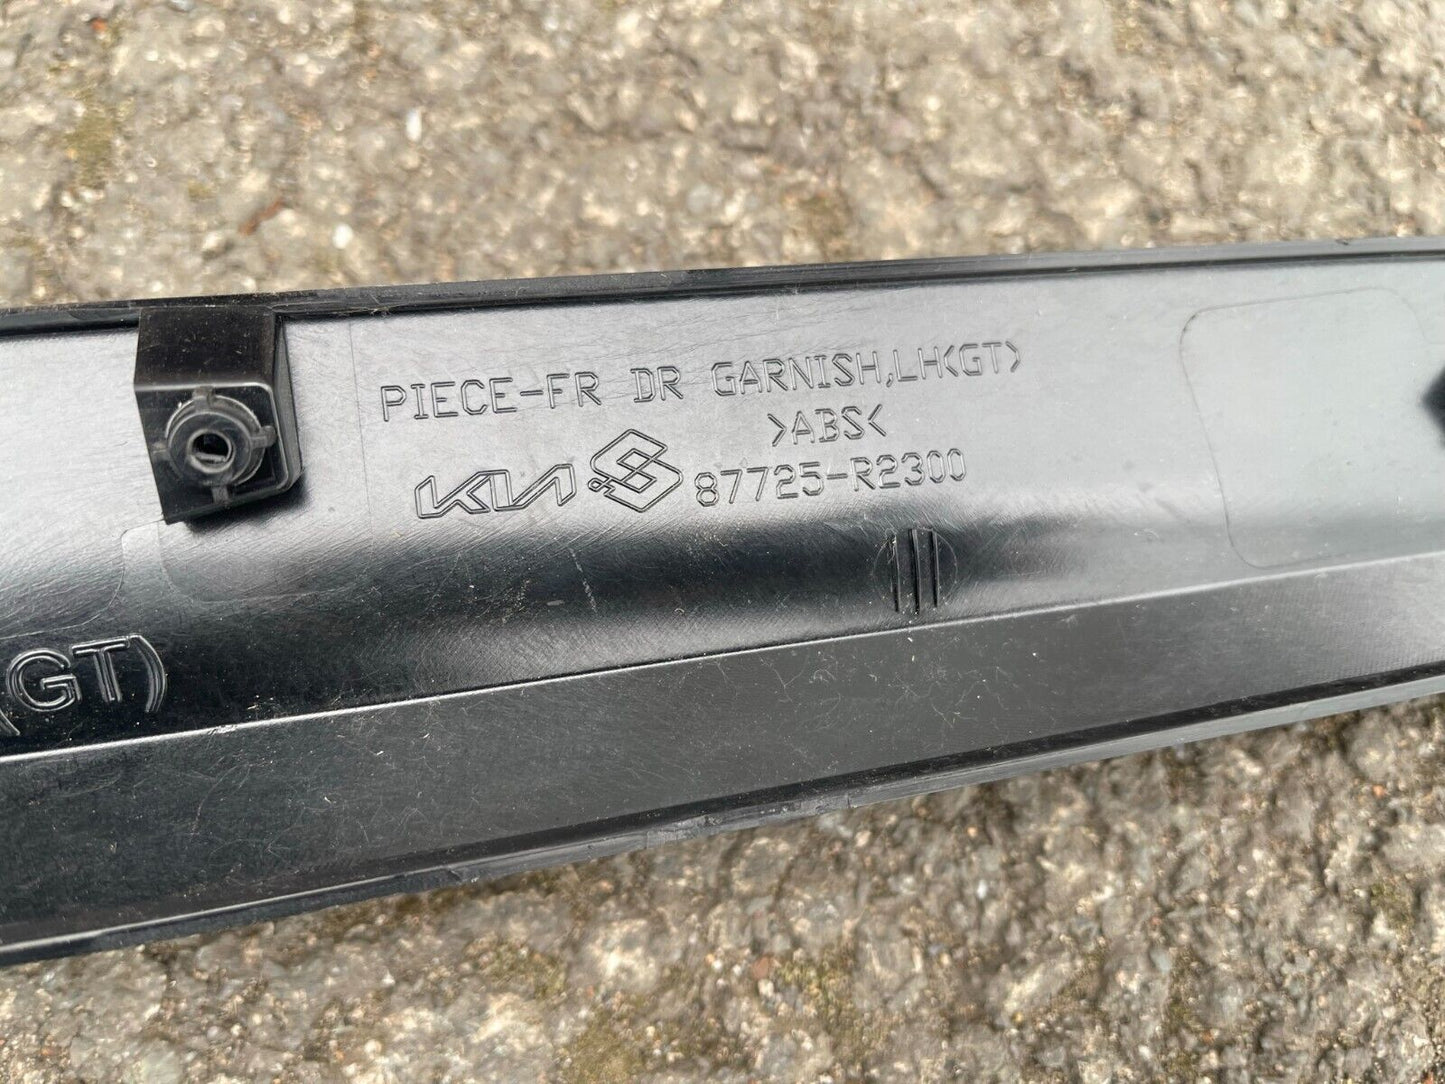 PIECE-FR DR GARNISH,LH<GT>
>ABS<
KIA 87725-R2300
(GT)